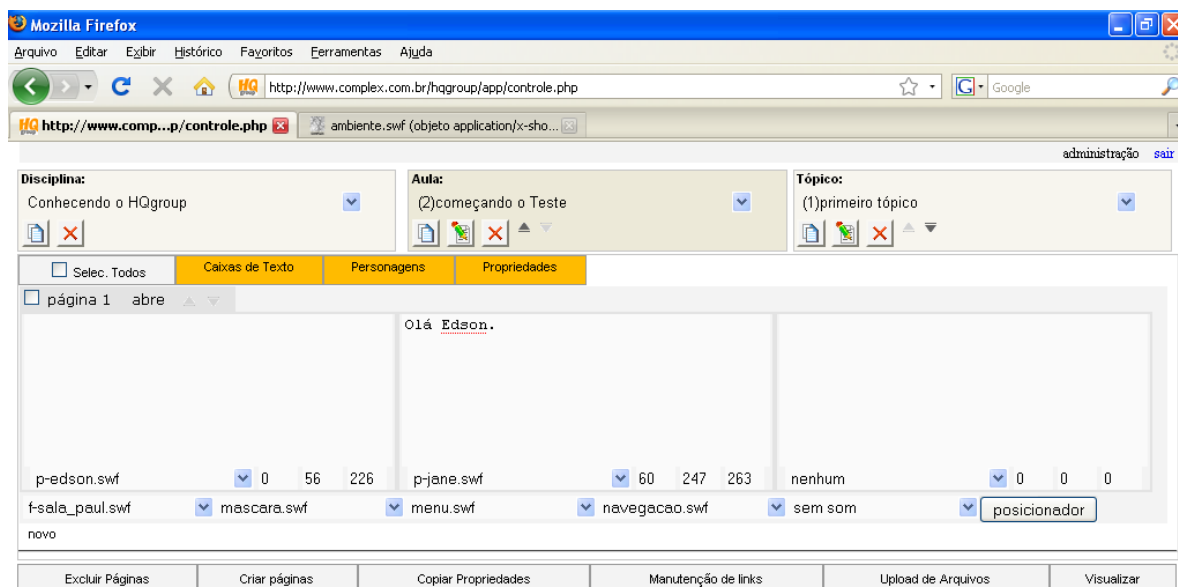 Mozilla Firefox
Arquivo Editar Exibir Histórico Favoritos Ferramentas Ajuda
HQ http://www.complex.com.br/hqgroup/app/controle.php G Google
HQ http://www.comp...p/controle.php ambiente.swf (objeto application/x-sho...
administração sair
Disciplina: Aula: Tópico:
Conhecendo o HQgroup (2)começando o Teste (1)primeiro tópico
Selec. Todos Caixas de Texto Personagens Propriedades
página 1 abre
Olá Edson.
p-edson.swf 0 56 226 p-jane.swf 60 247 263 nenhum 0 0 0
f-sala_paul.swf mascara.swf menu.swf navegacao.swf sem som posicionador
novo
Excluir Páginas Criar páginas Copiar Propriedades Manutenção de links Upload de Arquivos Visualizar